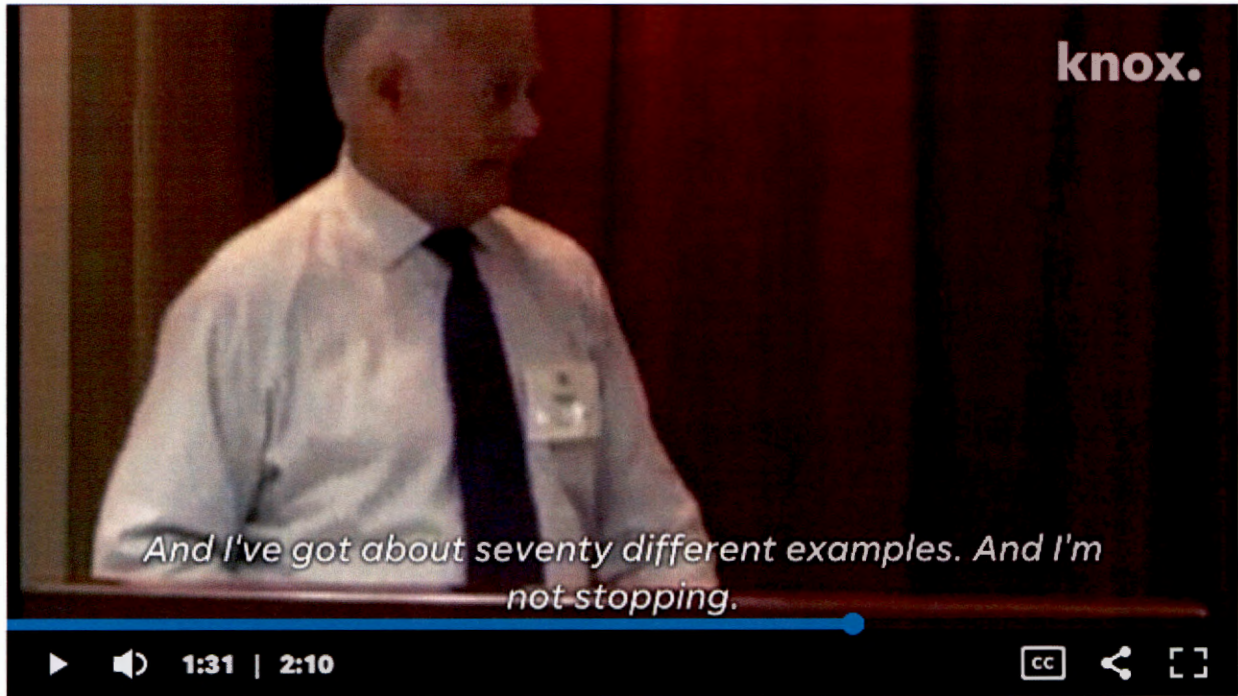 knox.
And I've got about seventy different examples. And I'm
not stopping.
1:31 | 2:10
CC